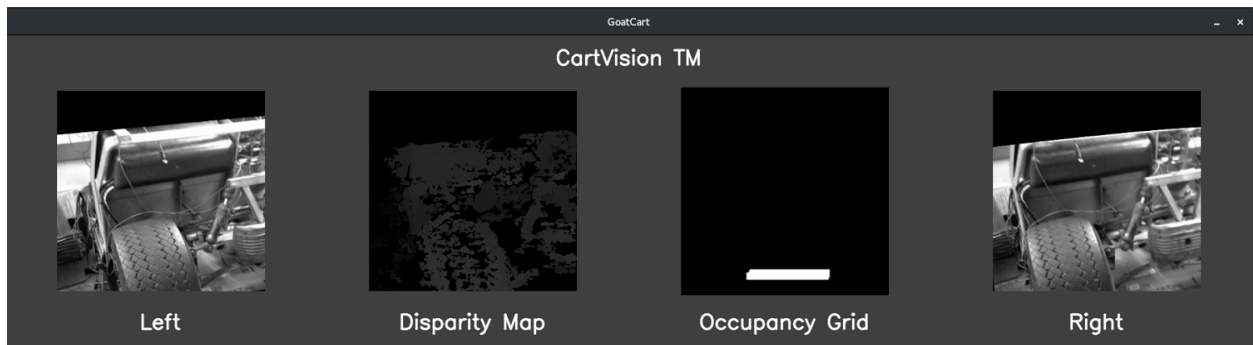 GoatCart
CartVision TM
Left
Disparity Map
Occupancy Grid
Right